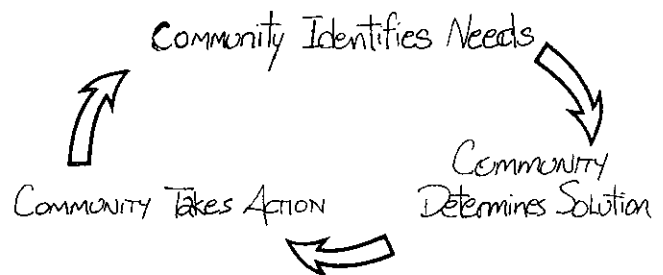 Community Identifies Needs
Community
Determines Solution
Community Takes Action